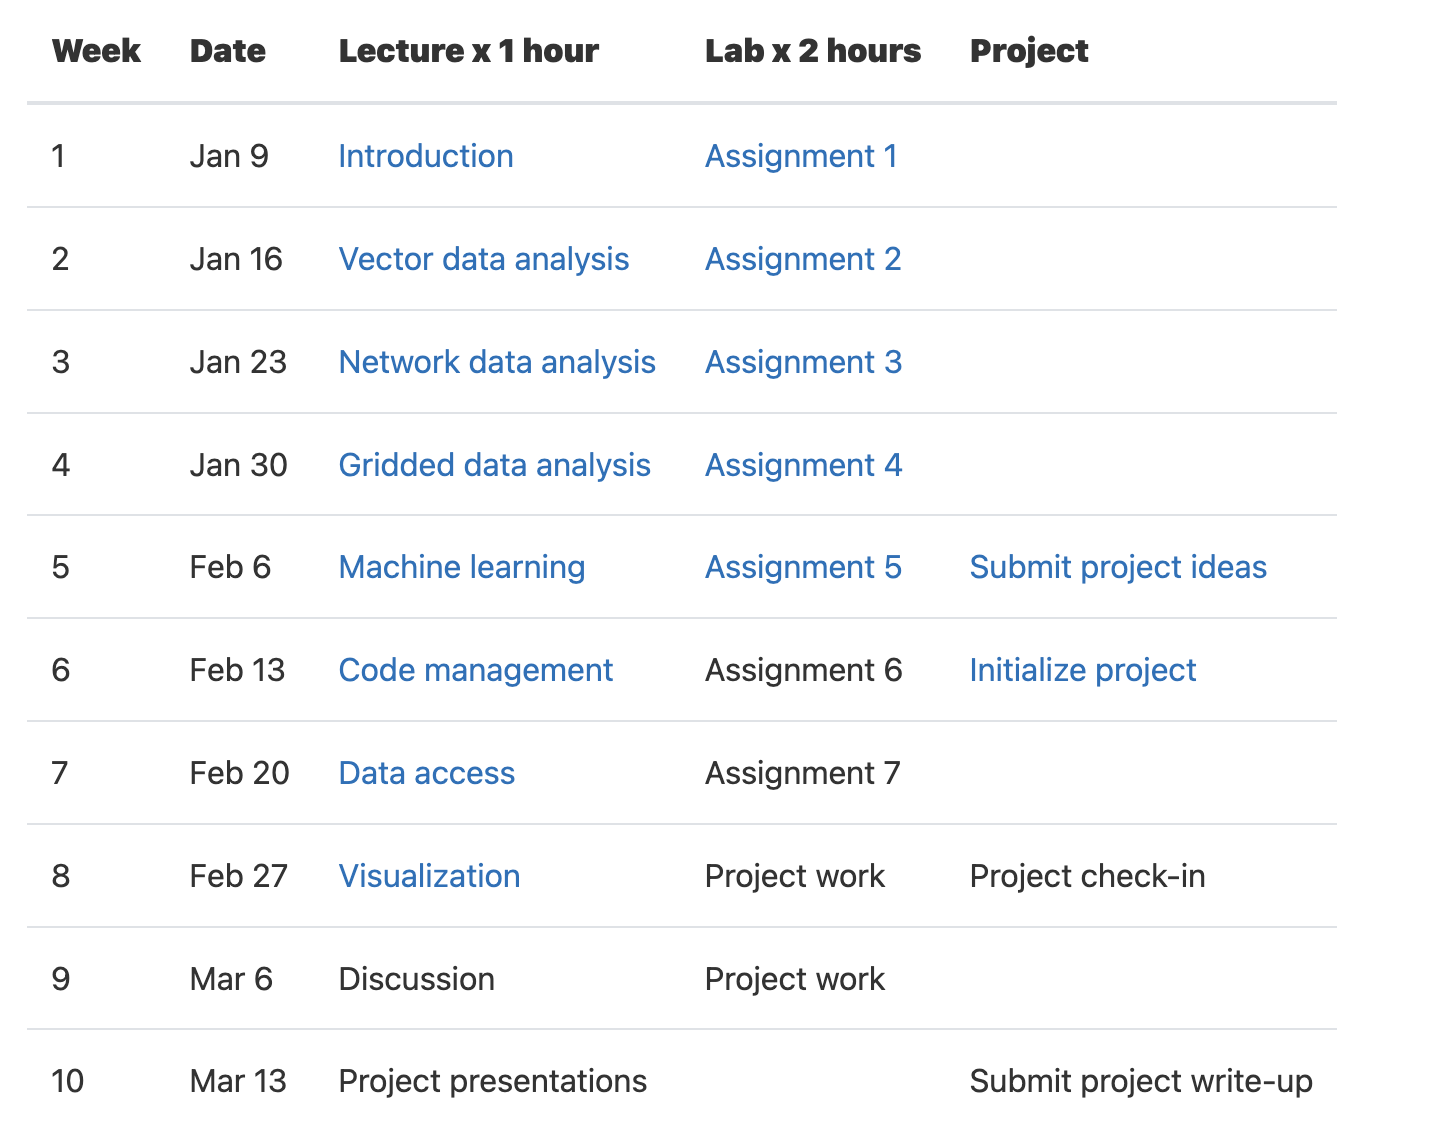 Week Date Lecture x 1 hour Lab x 2 hours Project
1 Jan 9 Introduction Assignment 1
2 Jan 16 Vector data analysis Assignment 2
3 Jan 23 Network data analysis Assignment 3
4 Jan 30 Gridded data analysis Assignment 4
5 Feb 6 Machine learning Assignment 5 Submit project ideas
6 Feb 13 Code management Assignment 6 Initialize project
7 Feb 20 Data access Assignment 7
8 Feb 27 Visualization Project work Project check-in
9 Mar 6 Discussion Project work
10 Mar 13 Project presentations Submit project write-up